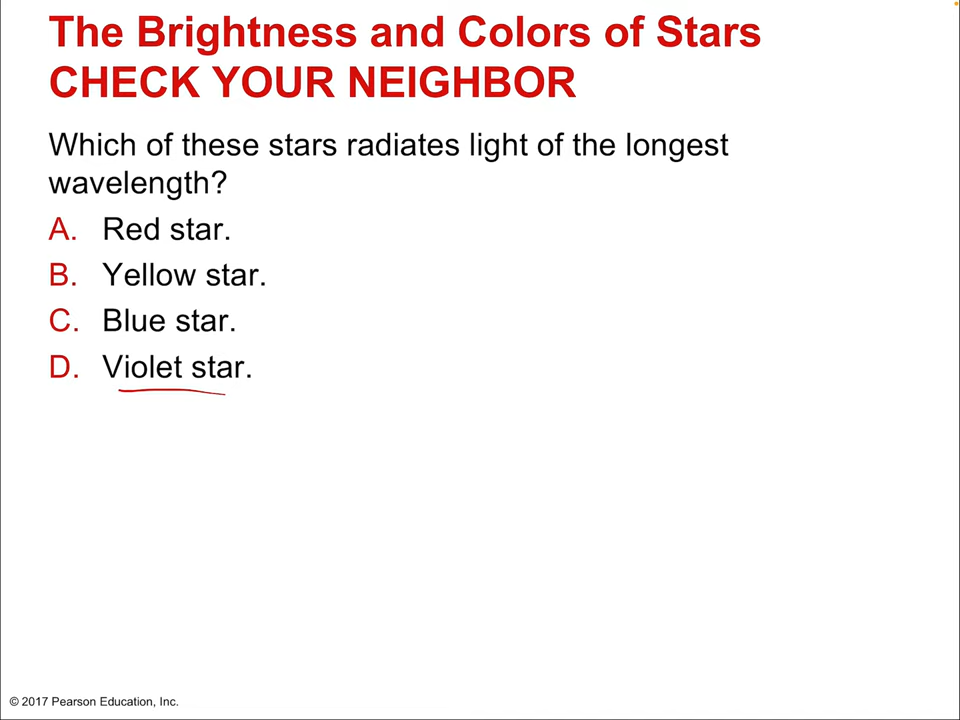 The Brightness and Colors of Stars
CHECK YOUR NEIGHBOR
Which of these stars radiates light of the longest
wavelength?
A. Red star.
B. Yellow star.
C. Blue star.
D. Violet star.
© 2017 Pearson Education, Inc.